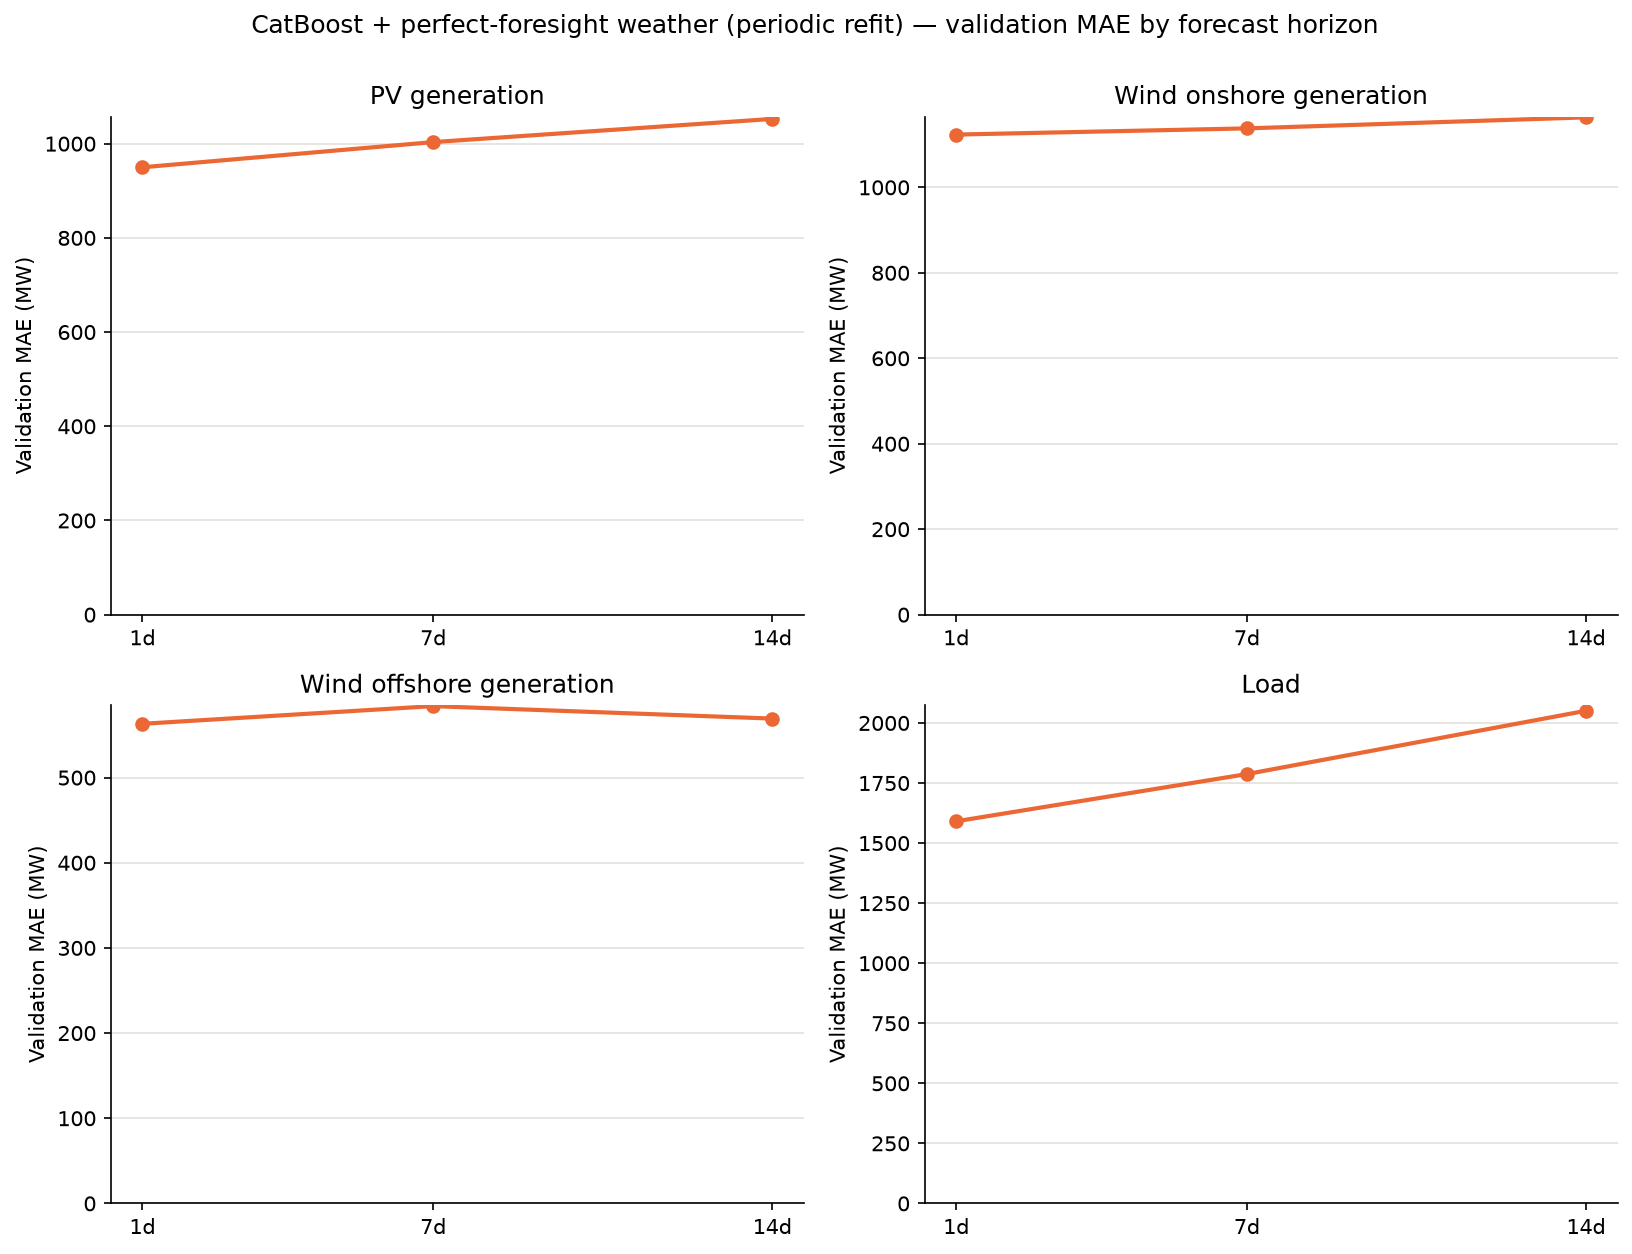 CatBoost + perfect-foresight weather (periodic refit) — validation MAE by forecast horizon
PV generation
Validation MAE (MW)
1000
800
600
400
200
0
1d 7d 14d
Wind onshore generation
Validation MAE (MW)
1000
800
600
400
200
0
1d 7d 14d
Wind offshore generation
Validation MAE (MW)
500
400
300
200
100
0
1d 7d 14d
Load
Validation MAE (MW)
2000
1750
1500
1250
1000
750
500
250
0
1d 7d 14d